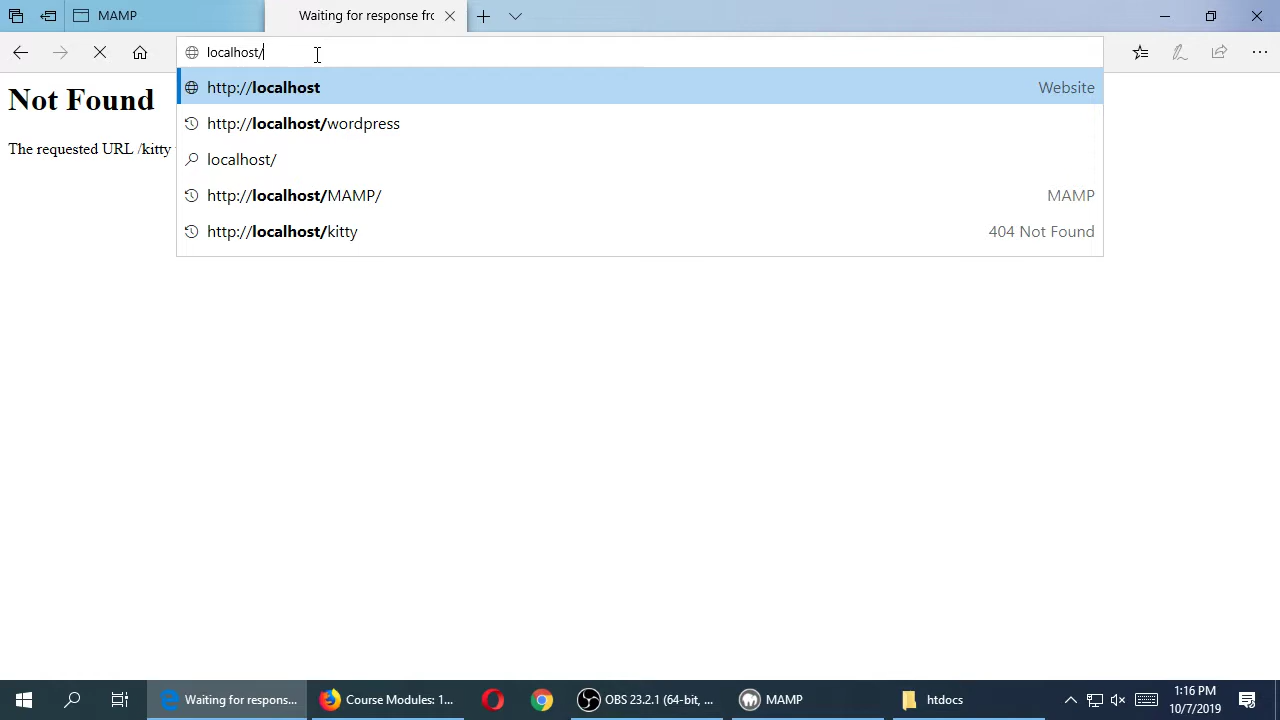 MAMP
Waiting for response frc
localhost/
http://localhost Website
Not Found
http://localhost/wordpress
The requested URL /kitty
localhost/
http://localhost/MAMP/ MAMP
http://localhost/kitty 404 Not Found
Waiting for respons...
Course Modules: 1...
OBS 23.2.1 (64-bit, ...
MAMP
htdocs
1:16 PM
10/7/2019